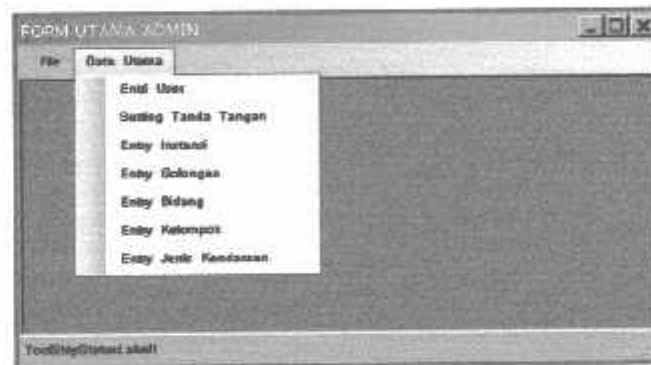 FORM UTAMA ADMIN
File Data Utama
Entri User
Setting Tanda Tangan
Entry Instansi
Entry Golongan
Entry Bidang
Entry Kelompok
Entry Jenis Kendaraan
ToolStripStatusLabel1